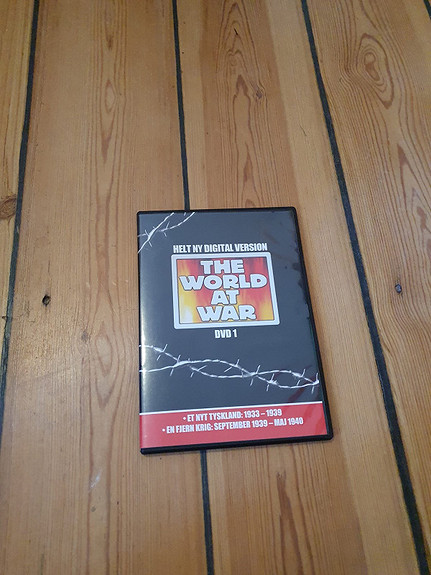 HELT NY DIGITAL VERSION
THE
WORLD
AT
WAR
DVD 1
• ET NYT TYSKLAND: 1933 – 1939
• EN FJERN KRIG: SEPTEMBER 1939 – MAJ 1940